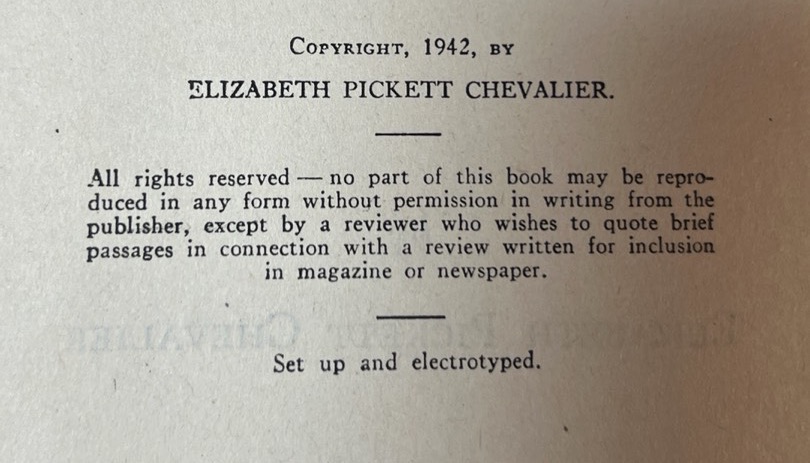 Copyright, 1942, by
ELIZABETH PICKETT CHEVALIER.
All rights reserved — no part of this book may be repro-
duced in any form without permission in writing from the
publisher, except by a reviewer who wishes to quote brief
passages in connection with a review written for inclusion
in magazine or newspaper.
Set up and electrotyped.